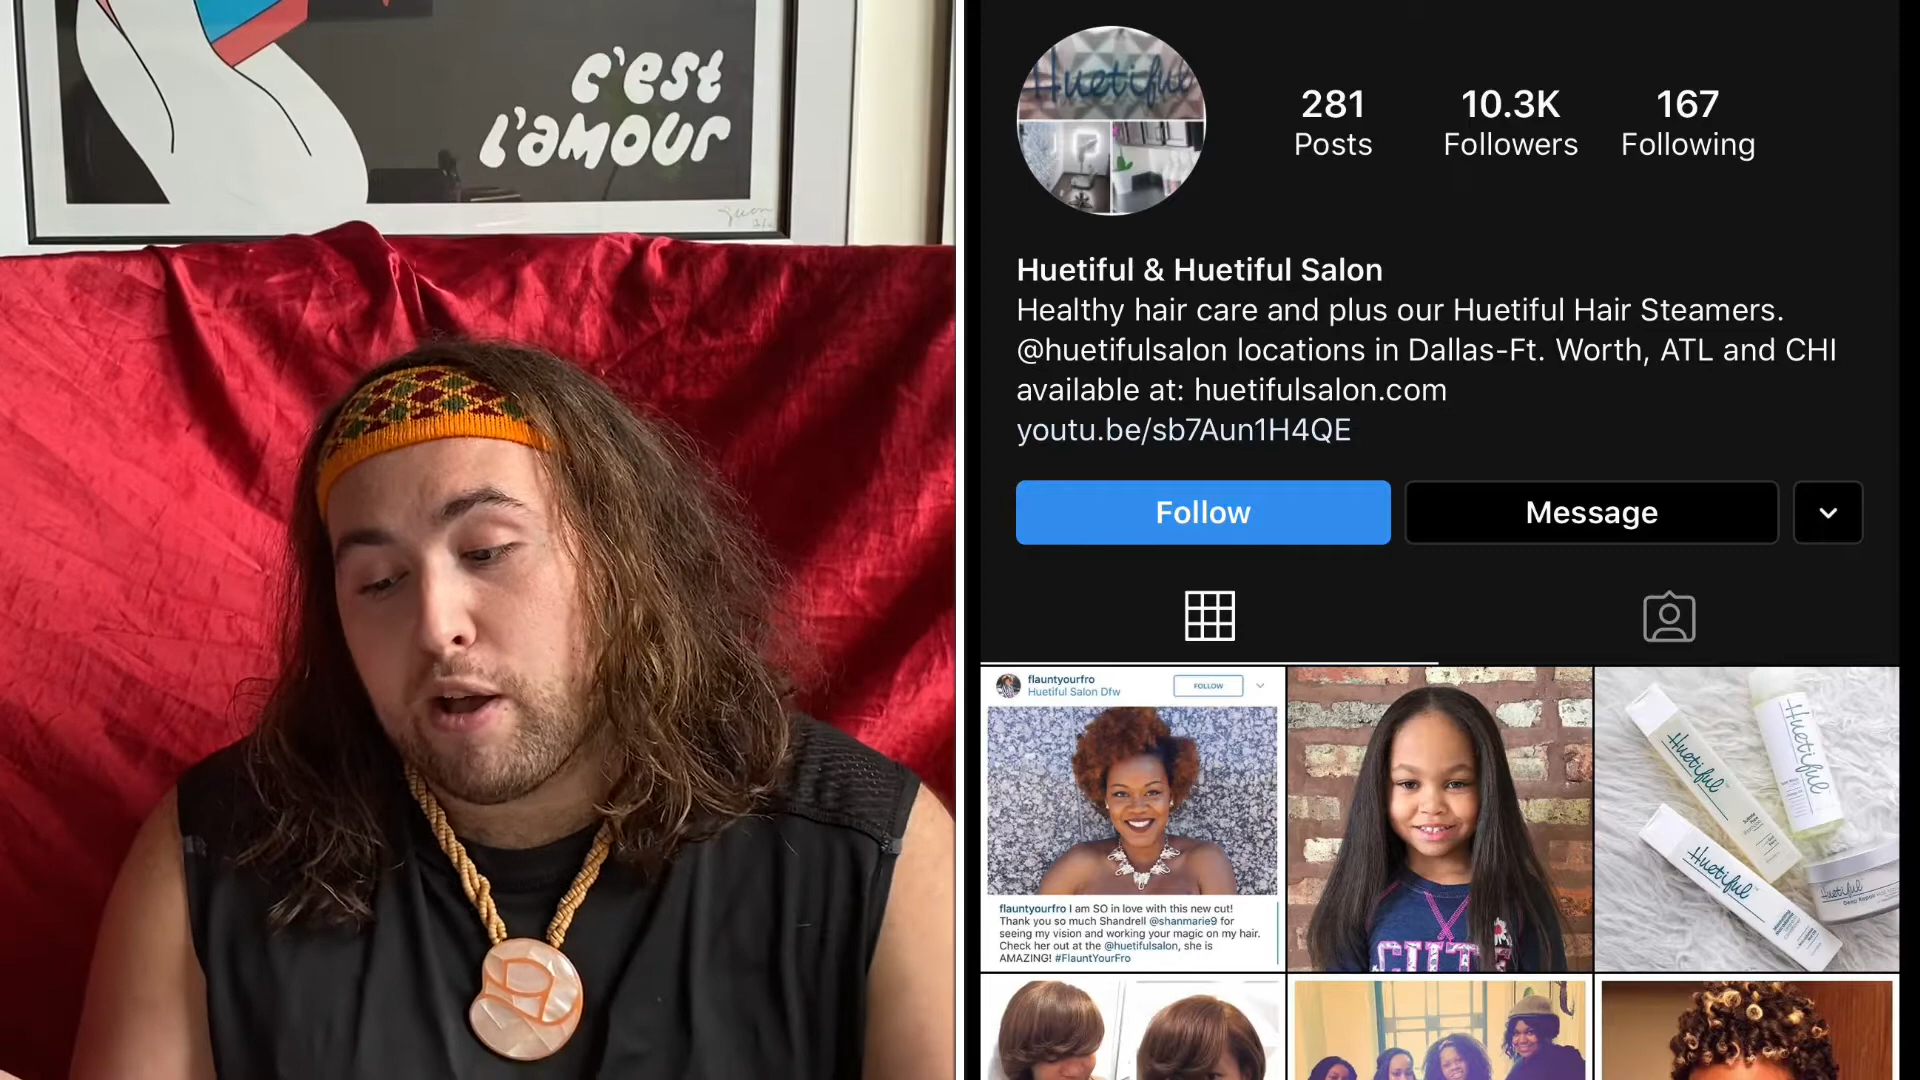 c'est
l'amour
Huetiful
281
Posts
10.3K
Followers
167
Following
Huetiful & Huetiful Salon
Healthy hair care and plus our Huetiful Hair Steamers.
@huetifulsalon locations in Dallas-Ft. Worth, ATL and CHI
available at: huetifulsalon.com
youtu.be/sb7Aun1H4QE
Follow
Message
flauntyourfro
Huetiful Salon Dfw
FOLLOW
flauntyourfro I am SO in love with this new cut!
Thank you so much Shandrell @shanmarie9 for
seeing my vision and working your magic on my hair.
Check her out at the @huetifulsalon, she is
AMAZING! #FlauntYourFro
CUTE
Huetiful
Huetiful
Huetiful
Huetiful